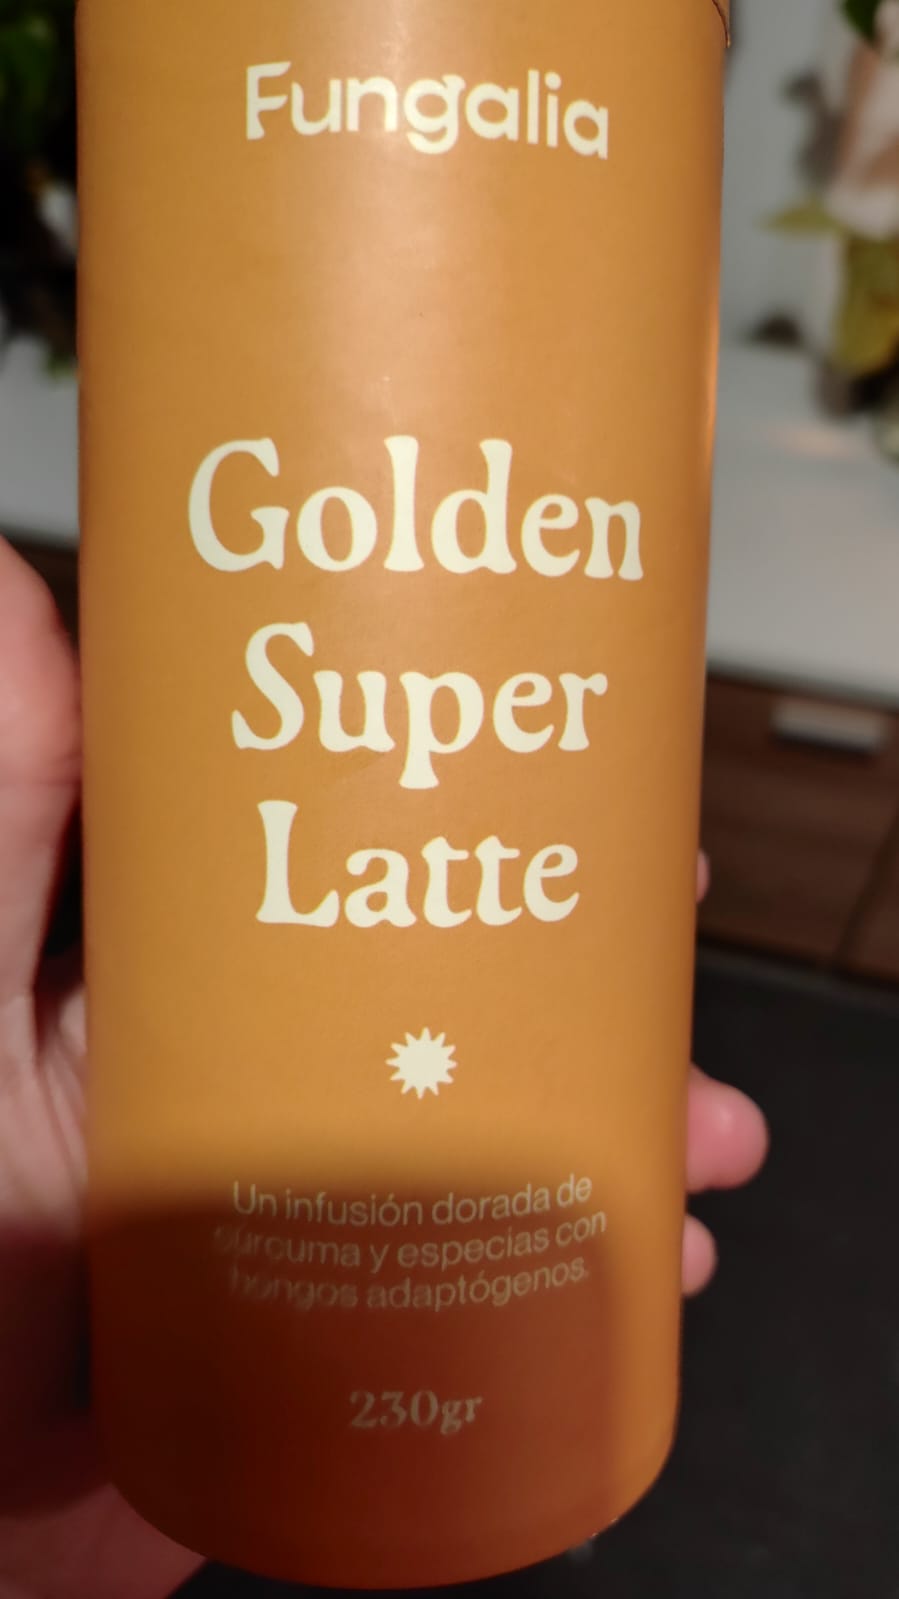 Fungalia
Golden
Super
Latte
Un infusión dorada de
cúrcuma y especias con
hongos adaptógenos.
230gr